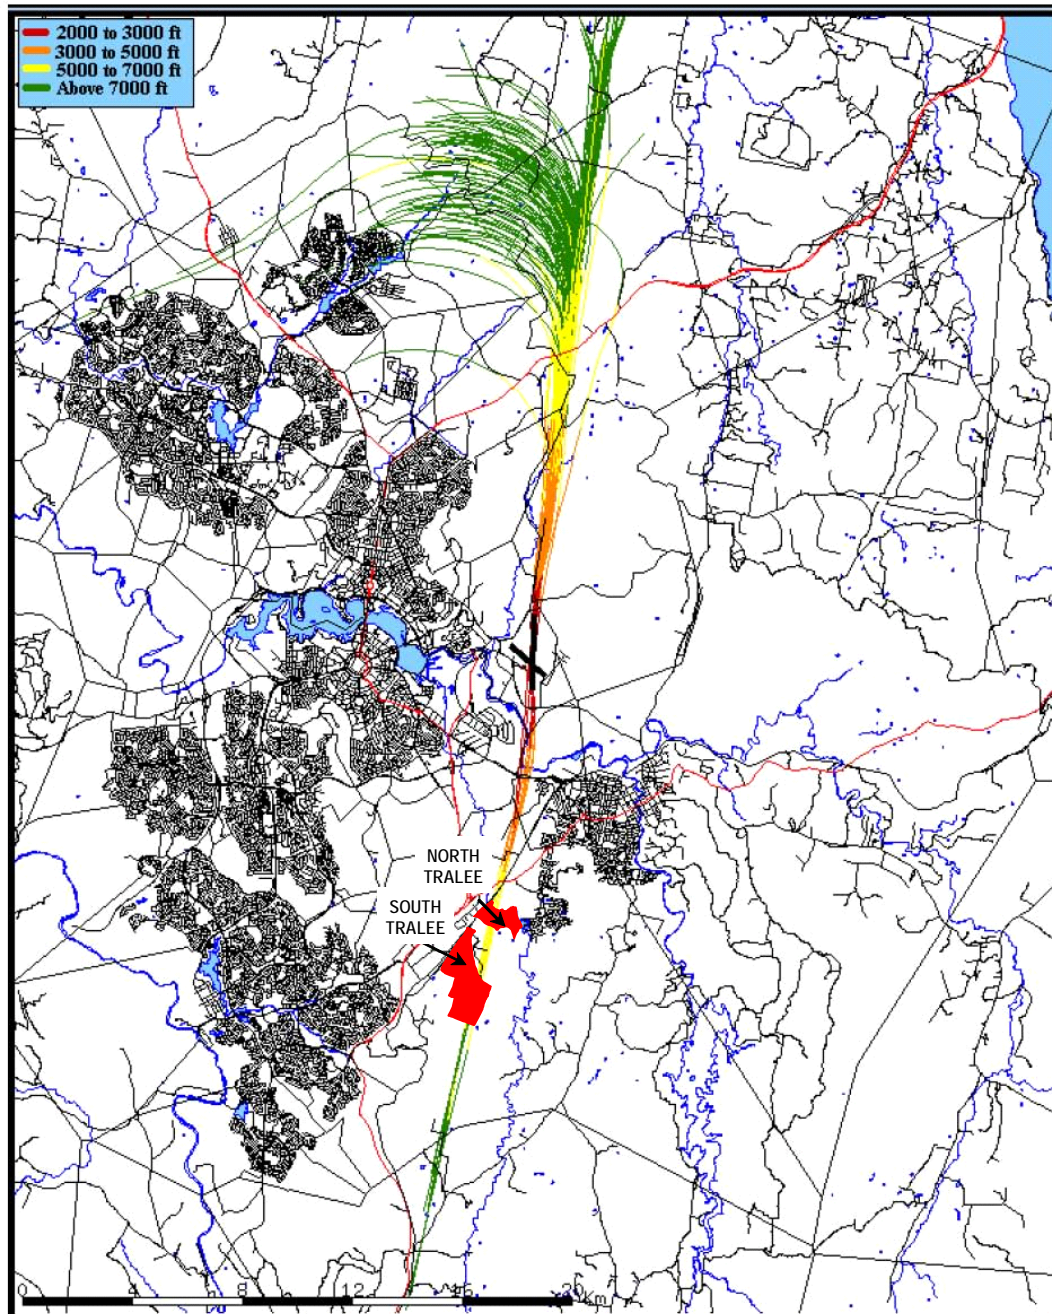 2000 to 3000 ft
3000 to 5000 ft
5000 to 7000 ft
Above 7000 ft
NORTH
TRALEE
SOUTH
TRALEE
0 4 8 12 16 20 Km